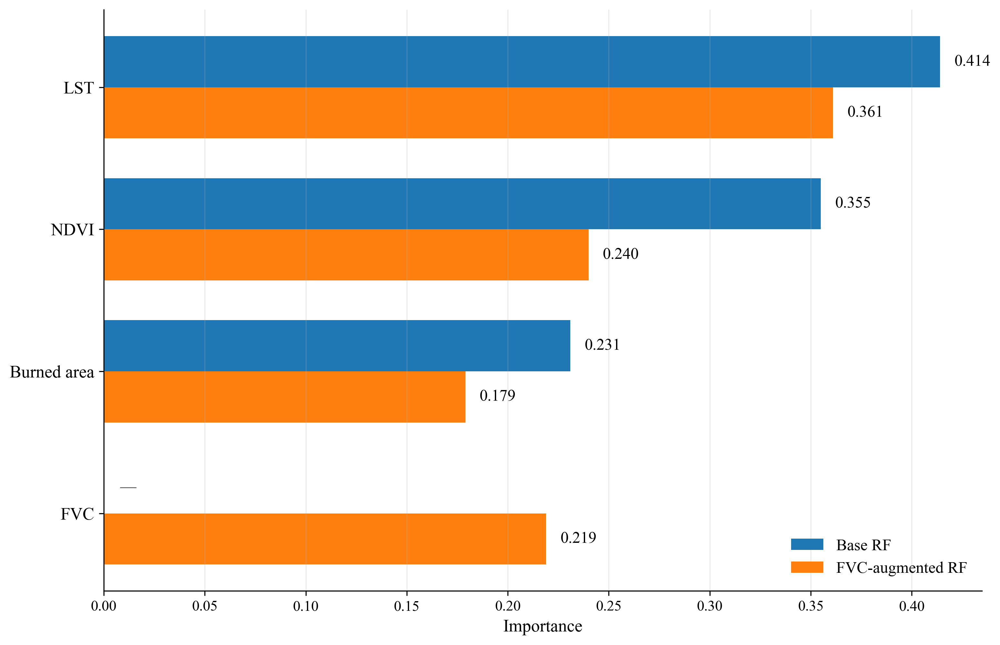 LST
0.414
0.361
NDVI
0.355
0.240
Burned area
0.231
0.179
FVC
—
0.219
Base RF
FVC-augmented RF
0.00 0.05 0.10 0.15 0.20 0.25 0.30 0.35 0.40
Importance